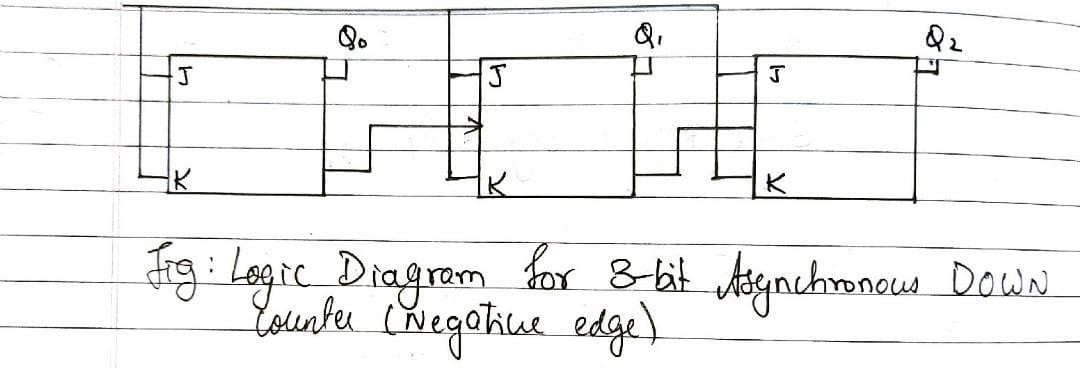 Q0 Q1 Q2
J J J
K K K
Fig: Logic Diagram for 3-bit Asynchronous DOWN
Counter (Negative edge)